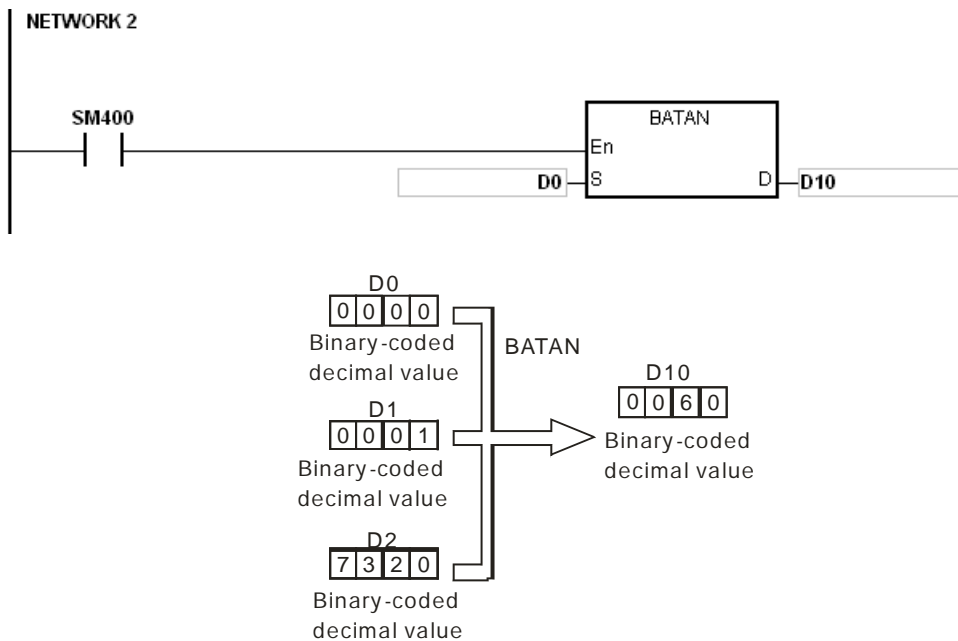 NETWORK 2
SM400
BATAN
En
D0 S D D10
D0
0 0 0 0
Binary-coded
decimal value
BATAN
D1
0 0 0 1
Binary-coded
decimal value
D10
0 0 6 0
Binary-coded
decimal value
D2
7 3 2 0
Binary-coded
decimal value